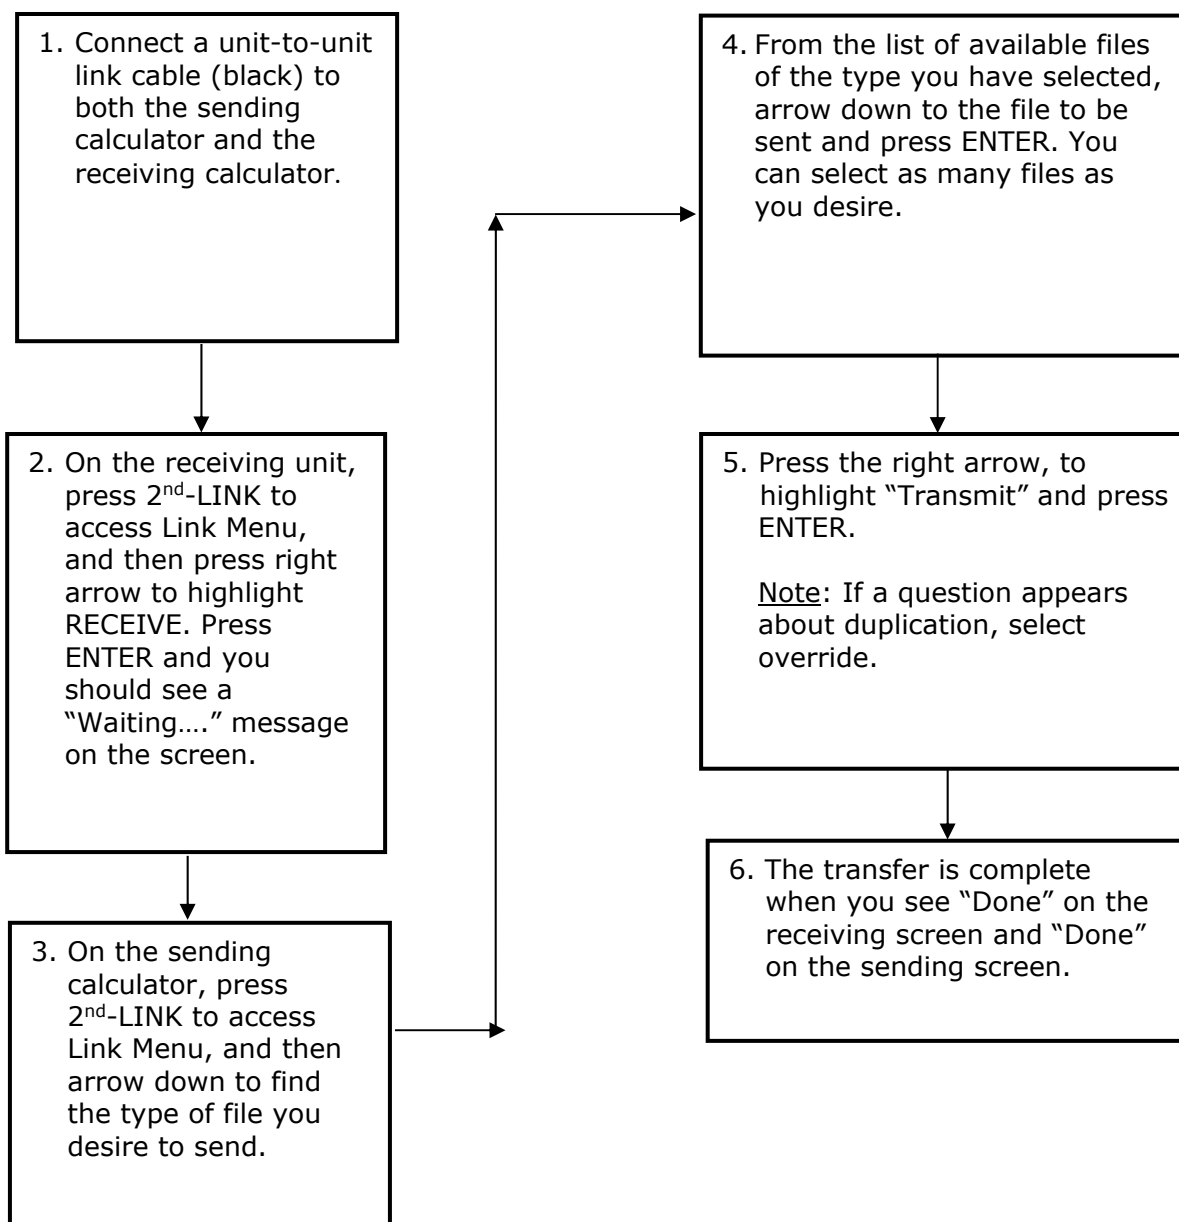 1. Connect a unit-to-unit
link cable (black) to
both the sending
calculator and the
receiving calculator.
2. On the receiving unit,
press 2nd-LINK to
access Link Menu,
and then press right
arrow to highlight
RECEIVE. Press
ENTER and you
should see a
“Waiting….” message
on the screen.
3. On the sending
calculator, press
2nd-LINK to access
Link Menu, and then
arrow down to find
the type of file you
desire to send.
4. From the list of available files
of the type you have selected,
arrow down to the file to be
sent and press ENTER. You
can select as many files as
you desire.
5. Press the right arrow, to
highlight “Transmit” and press
ENTER.
Note: If a question appears
about duplication, select
override.
6. The transfer is complete
when you see “Done” on the
receiving screen and “Done”
on the sending screen.